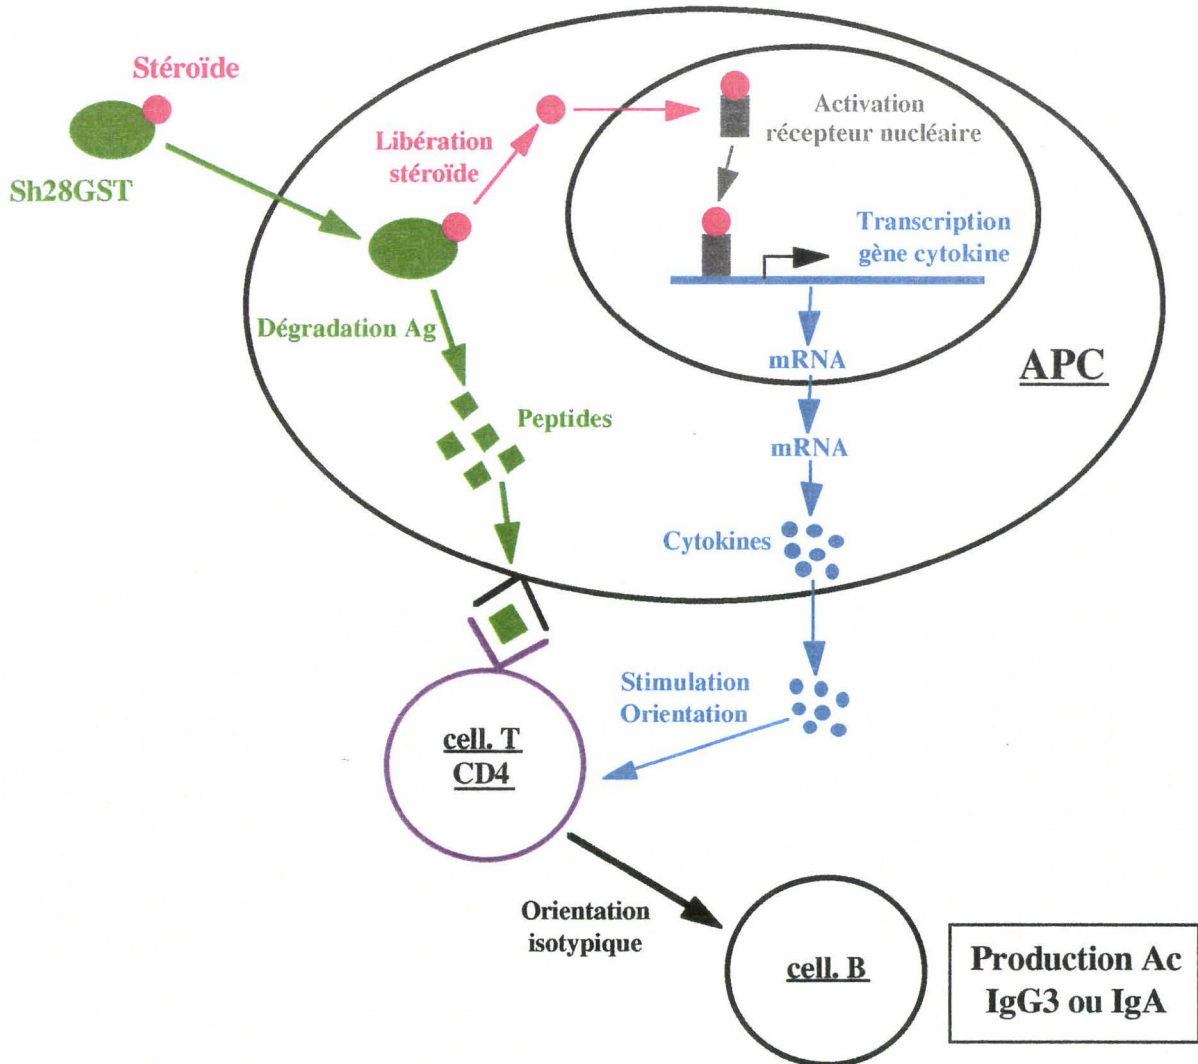 Stéroïde
Sh28GST
Libération
stéroïde
Activation
récepteur nucléaire
Transcription
gène cytokine
Dégradation Ag
mRNA
APC
Peptides
mRNA
Cytokines
Stimulation
Orientation
cell. T
CD4
Orientation
isotypique
cell. B
Production Ac
IgG3 ou IgA